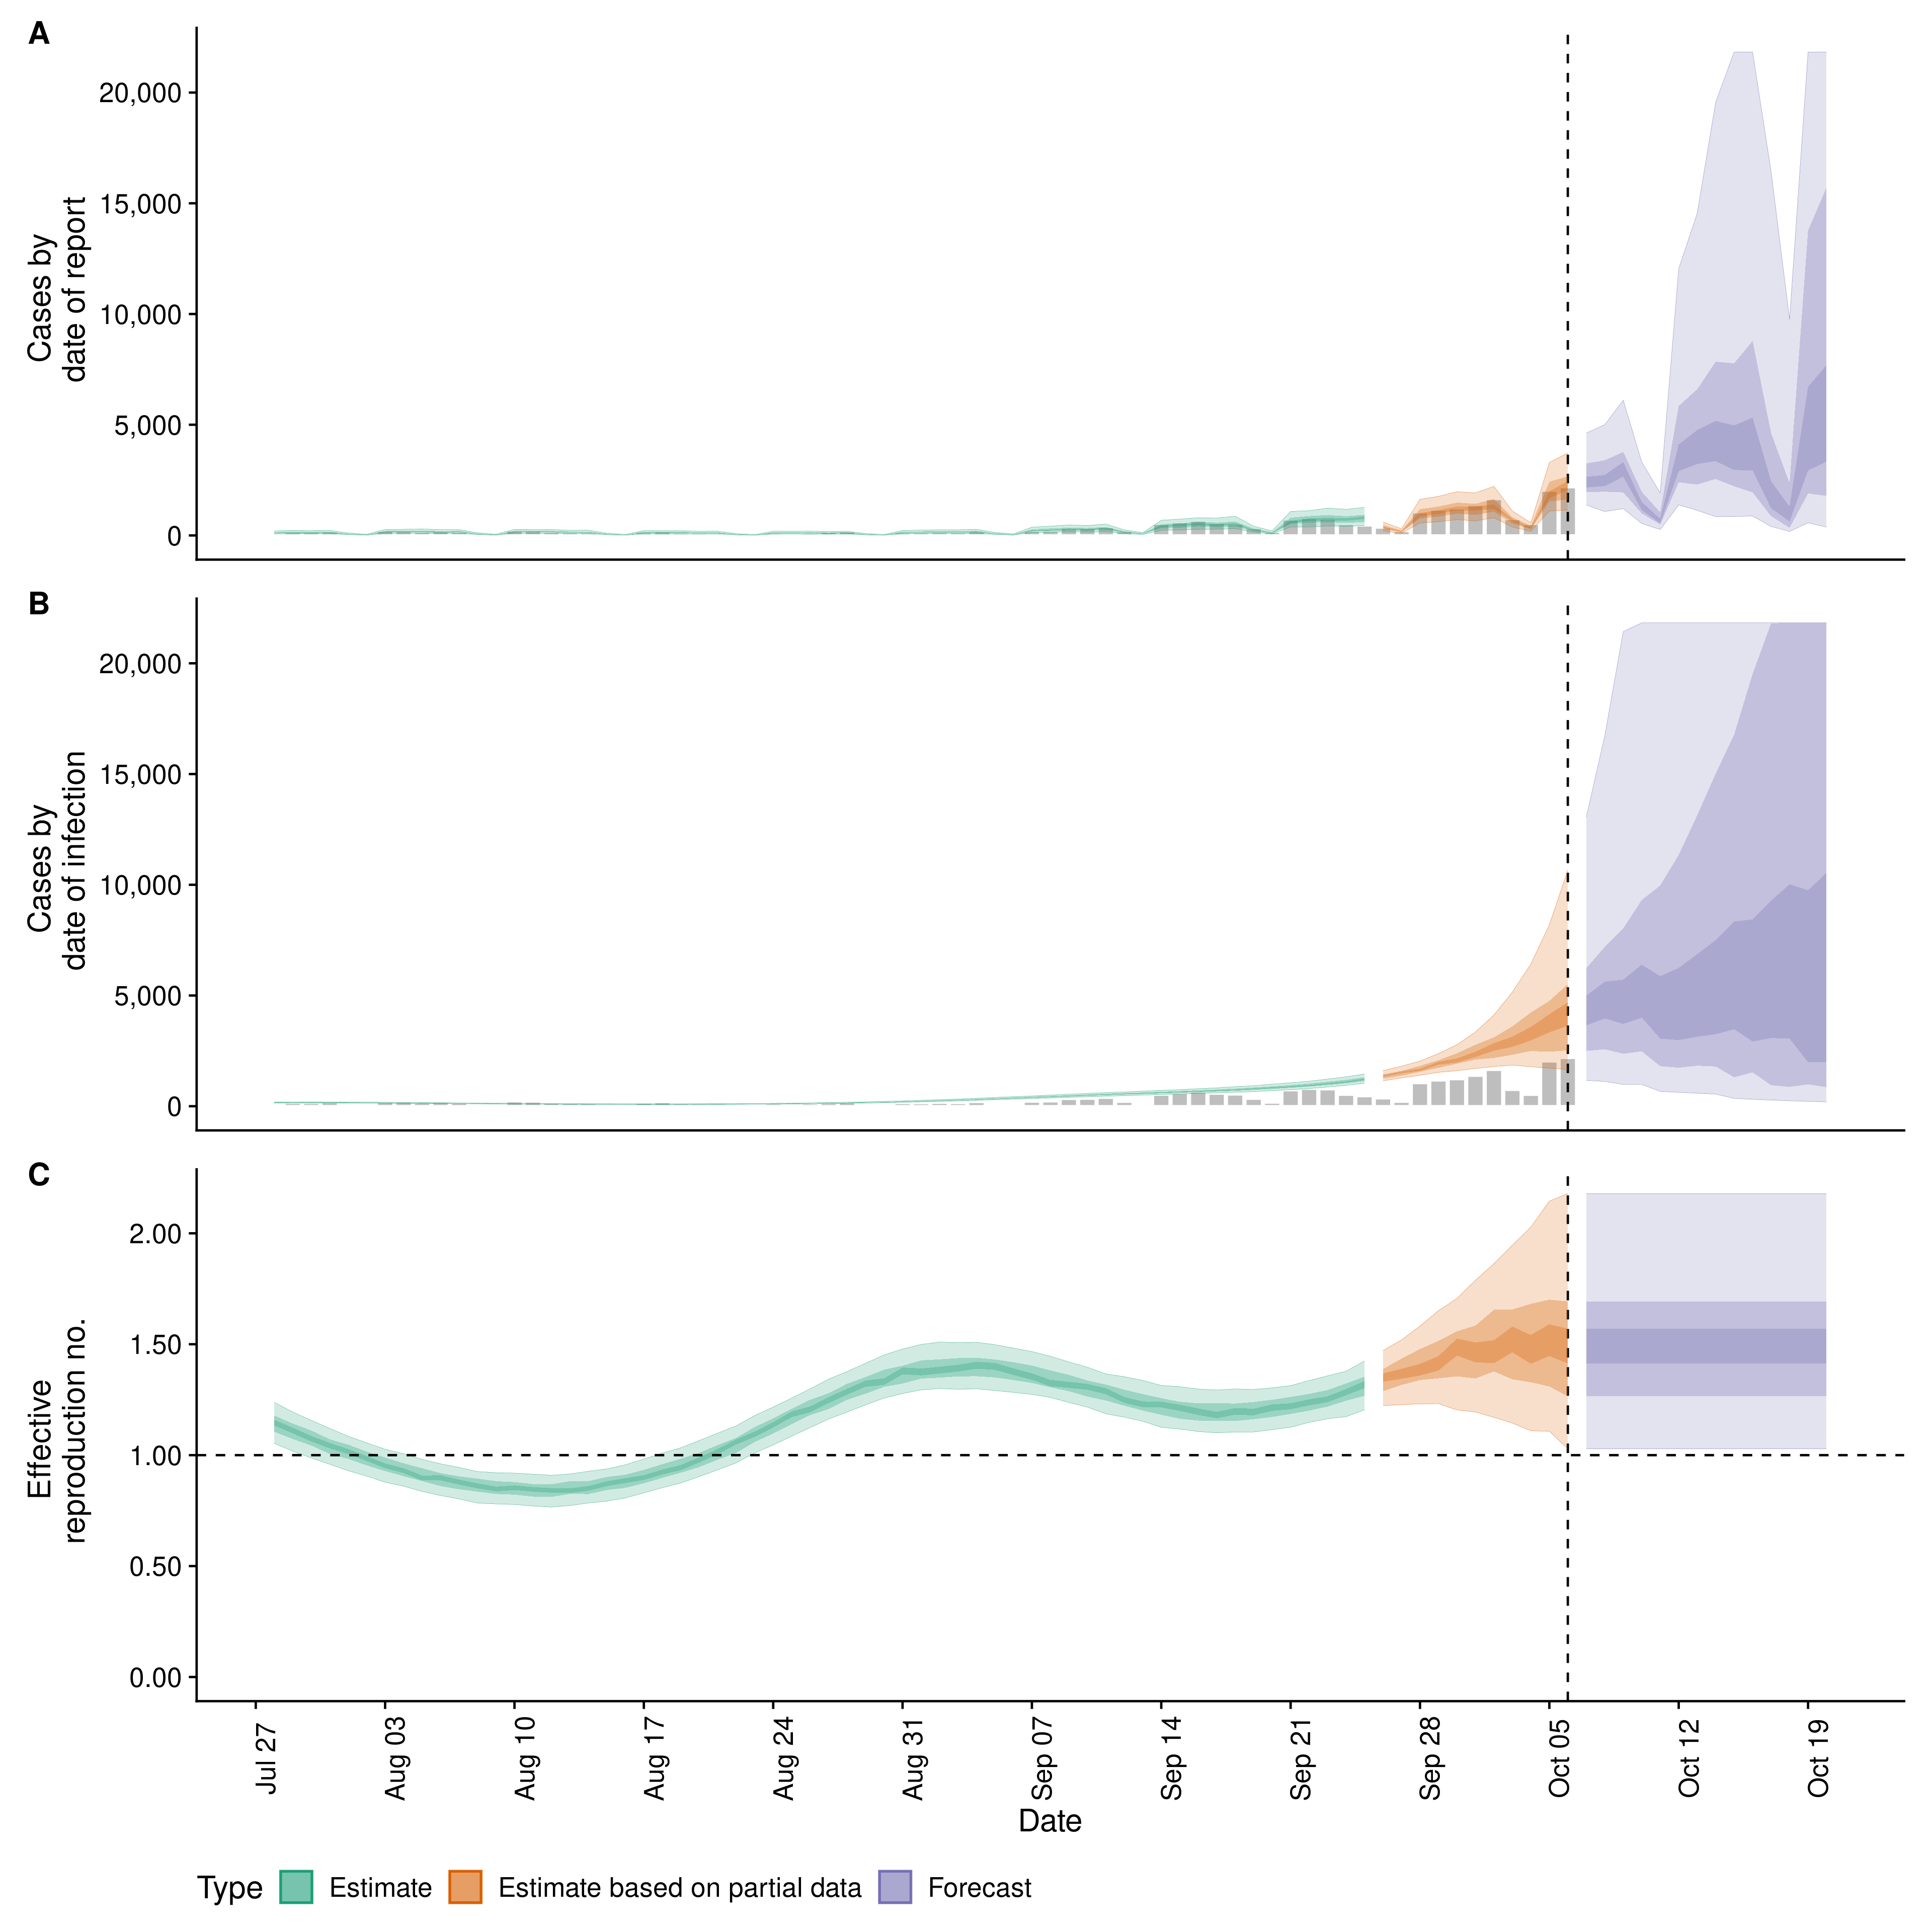 A
Cases by
date of report
20,000
15,000
10,000
5,000
0
B
Cases by
date of infection
20,000
15,000
10,000
5,000
0
C
Effective
reproduction no.
2.00
1.50
1.00
0.50
0.00
Jul 27
Aug 03
Aug 10
Aug 17
Aug 24
Aug 31
Sep 07
Sep 14
Sep 21
Sep 28
Oct 05
Oct 12
Oct 19
Date
Type Estimate Estimate based on partial data Forecast